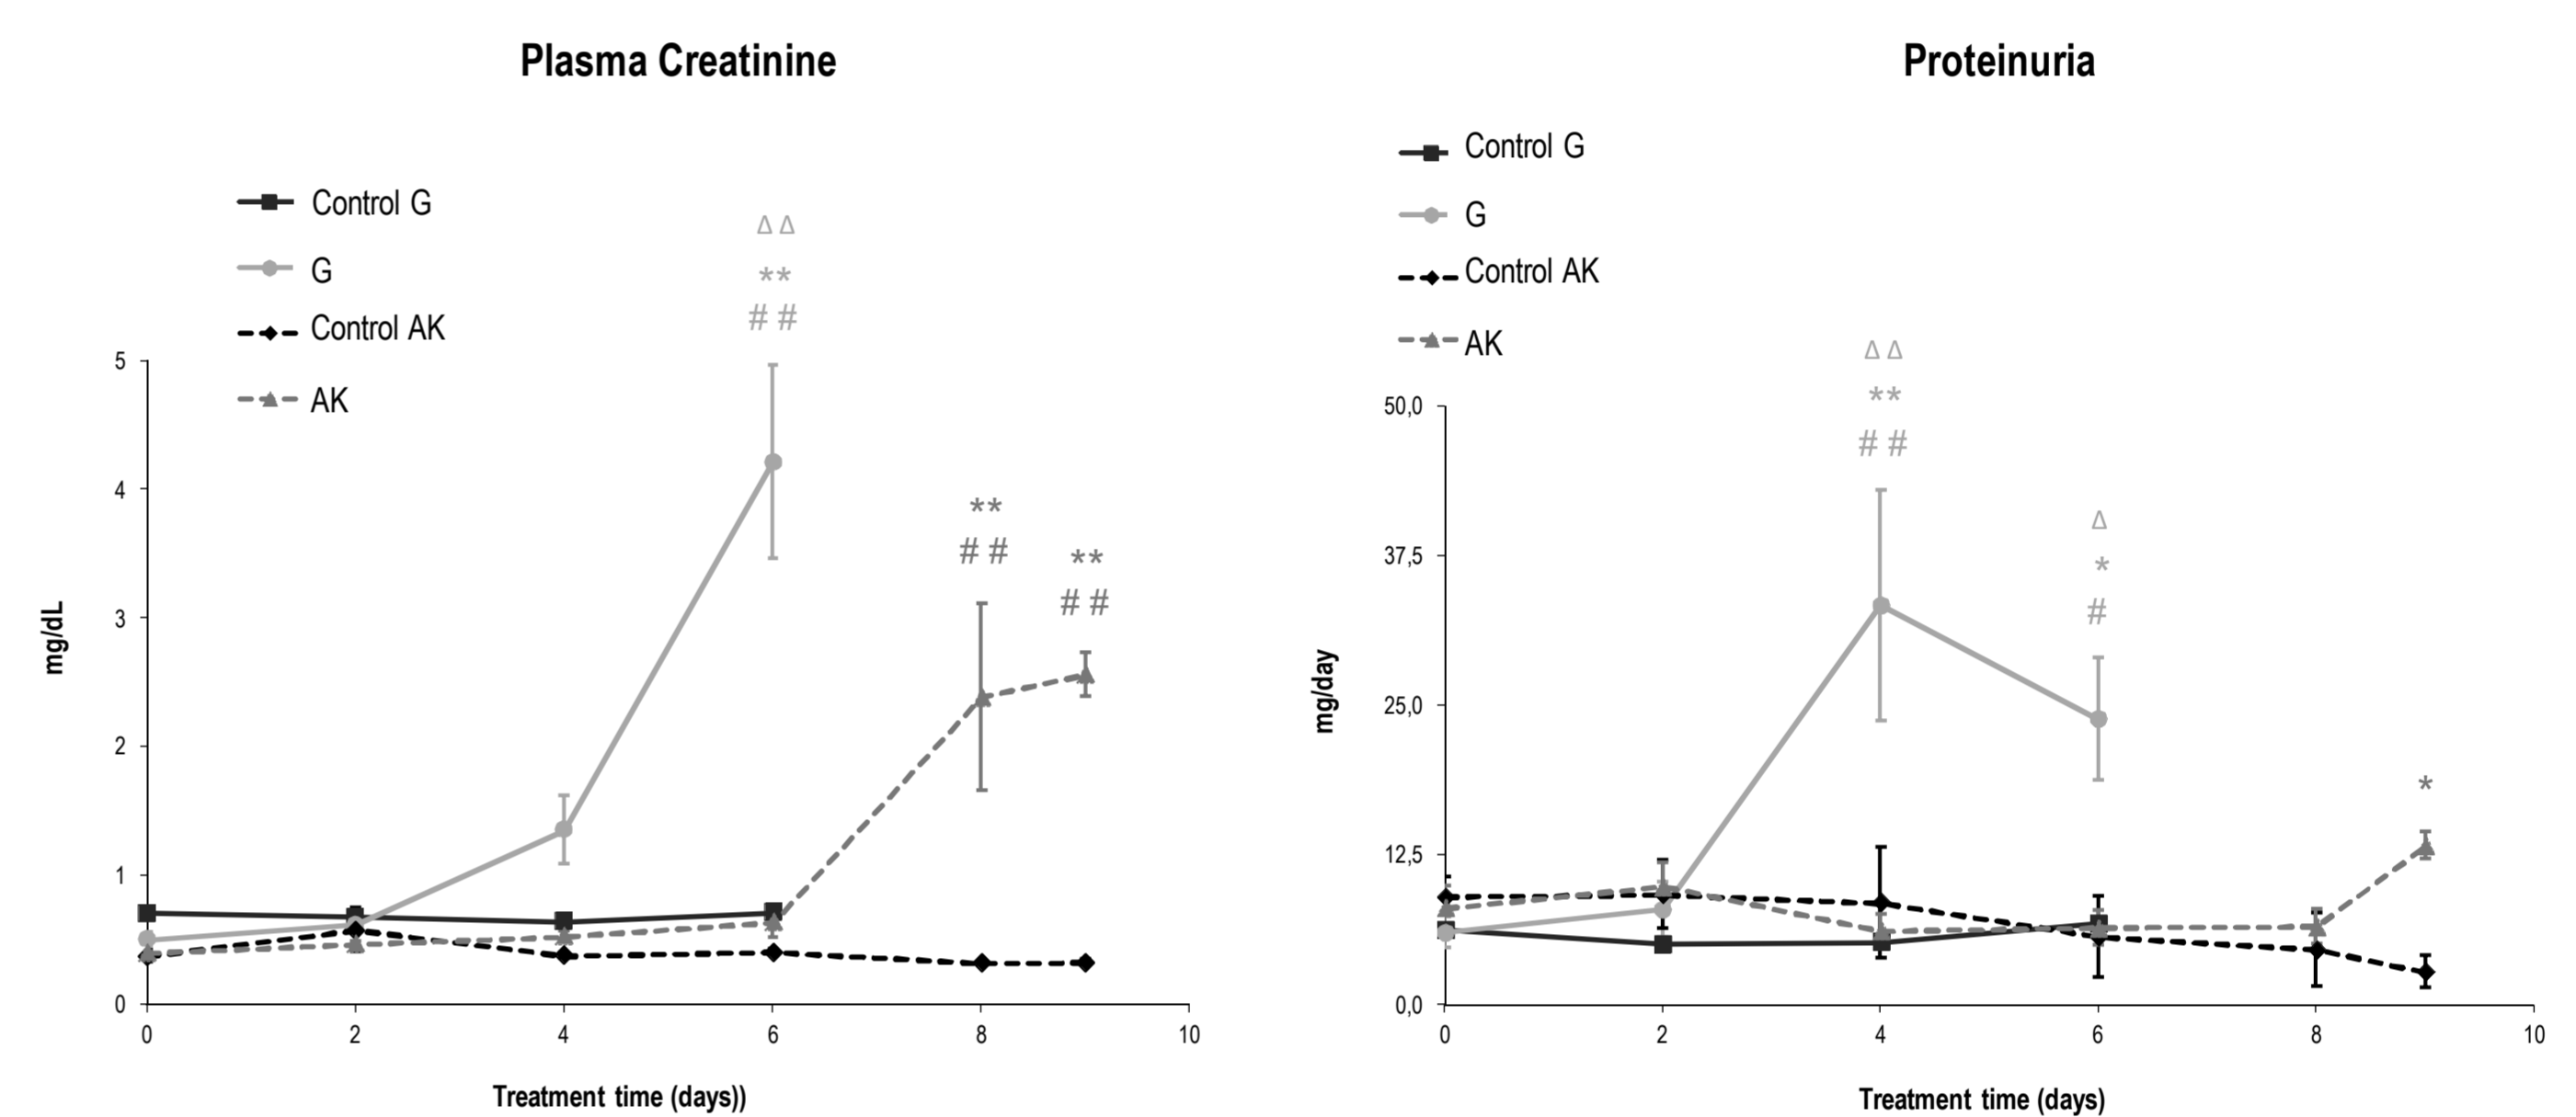 Plasma Creatinine
Control G
G
Control AK
AK
Δ Δ
**
# #
**
# #
**
# #
5
4
3
2
1
0
mg/dL
0 2 4 6 8 10
Treatment time (days))
Proteinuria
Control G
G
Control AK
AK
Δ Δ
**
# #
Δ
*
#
*
50,0
37,5
25,0
12,5
0,0
mg/day
0 2 4 6 8 10
Treatment time (days)